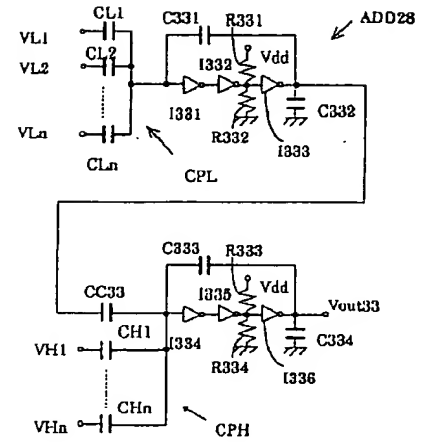 CL1
C331
R331
ADD28
VL1
Vdd
CL2
I332
VL2
I331
C332
VLn
R332
I333
CLn
CPL
C333
R333
Vdd
CC33
I335
Vout33
CH1
I334
C334
VH1
R334
I336
CHn
VHn
CPH